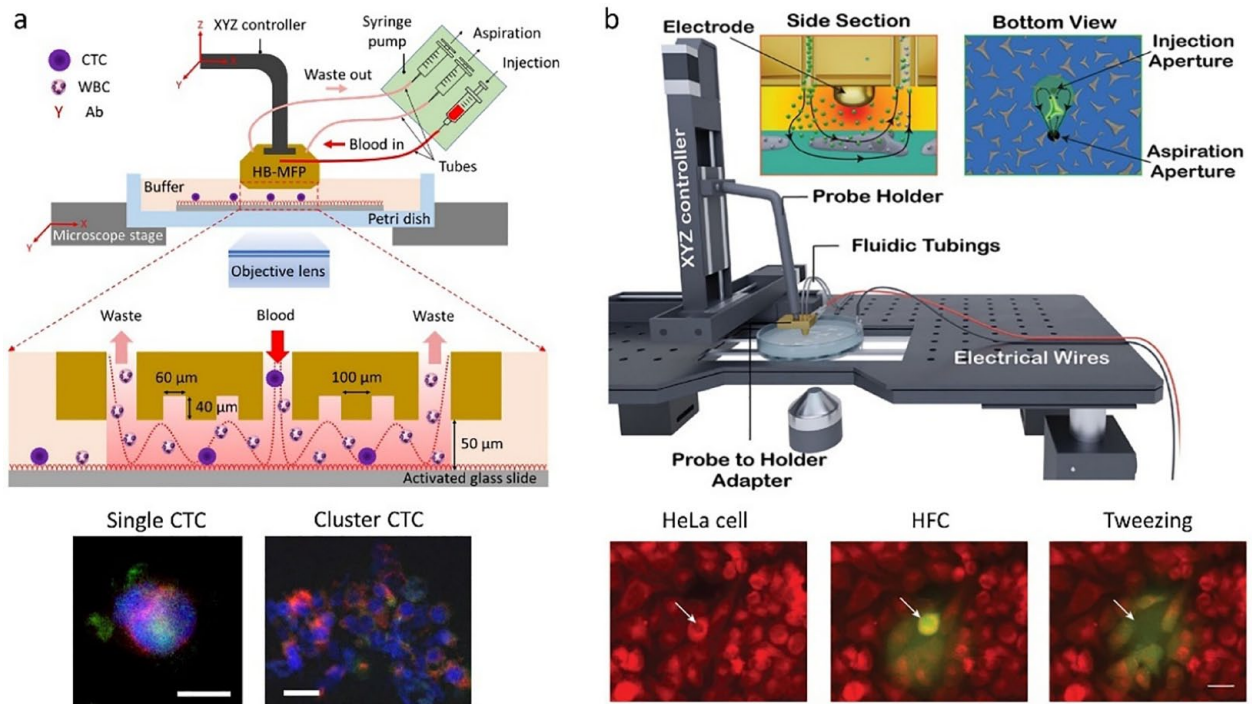 a
XYZ controller
Z
X
Y
CTC
WBC
Ab
Syringe
pump
Aspiration
Injection
Waste out
Blood in
Tubes
HB-MFP
Buffer
Petri dish
X
Y
Microscope stage
Objective lens
Waste
Blood
Waste
60 µm
100 µm
40 µm
50 µm
Activated glass slide
Single CTC
Cluster CTC
b
Side Section
Electrode
Bottom View
Injection
Aperture
Aspiration
Aperture
XYZ controller
Probe Holder
Fluidic Tubings
Electrical Wires
Probe to Holder
Adapter
HeLa cell
HFC
Tweezing